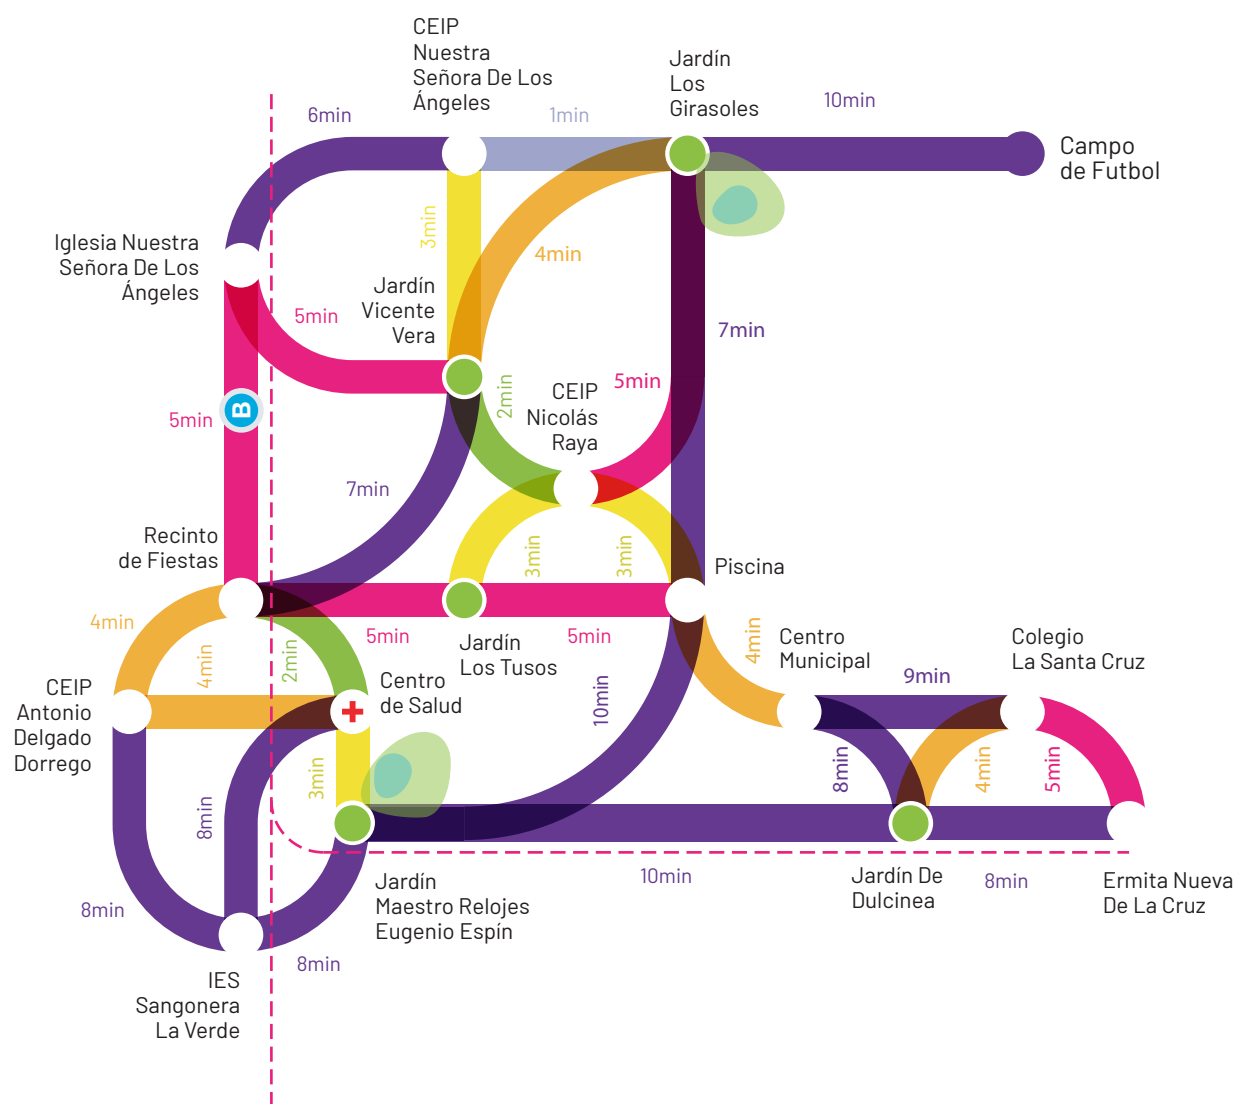 CEIP
Nuestra
Señora De Los
Ángeles
Jardín
Los
Girasoles
10min
6min
1min
Campo
de Futbol
3min
4min
Iglesia Nuestra
Señora De Los
Ángeles
Jardín
Vicente
Vera
5min
7min
2min
CEIP
Nicolás
Raya
5min
5min
B
7min
Recinto
de Fiestas
3min
3min
Piscina
4min
4min
2min
5min
5min
Jardín
Los Tusos
4min
Centro
Municipal
Colegio
La Santa Cruz
CEIP
Antonio
Delgado
Dorrego
Centro
de Salud
10min
9min
3min
8min
8min
4min
5min
Jardín
Maestro Relojes
Eugenio Espín
10min
Jardín De
Dulcinea
8min
Ermita Nueva
De La Cruz
8min
8min
IES
Sangonera
La Verde